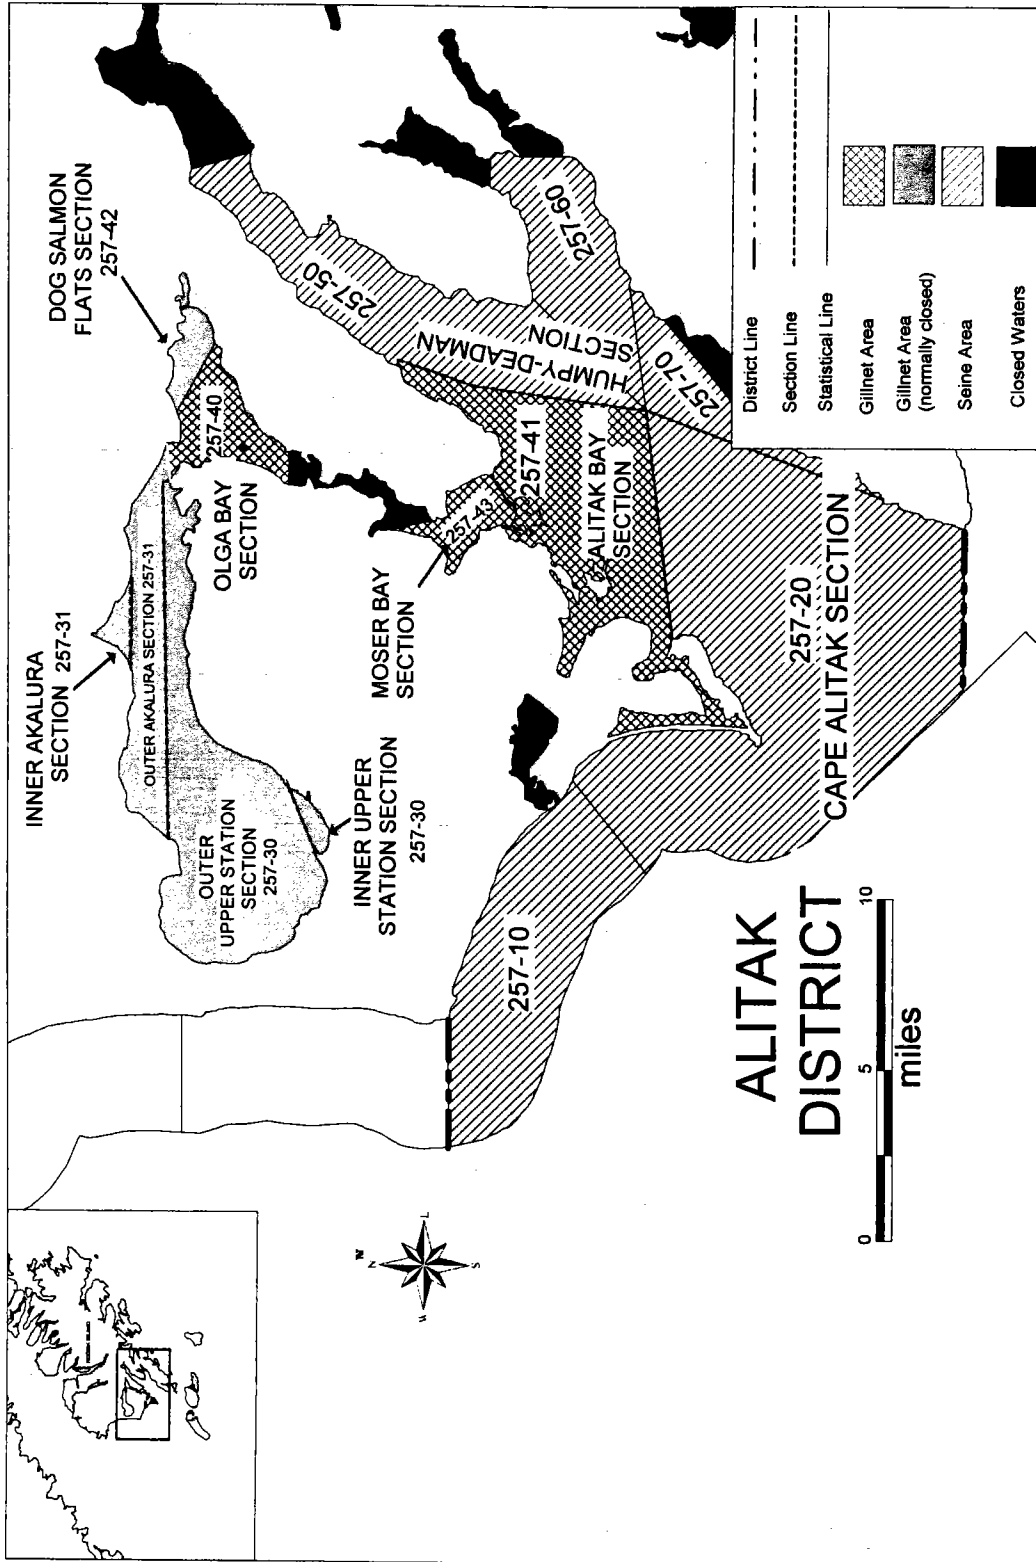 INNER AKALURA
SECTION 257-31
DOG SALMON
FLATS SECTION
257-42
OUTER AKALURA SECTION 257-31
257-40
OLGA BAY
SECTION
OUTER
UPPER STATION
SECTION
257-30
INNER UPPER
STATION SECTION
257-30
MOSER BAY
SECTION
257-43
257-50
HUMPY-DEADMAN
SECTION
257-60
257-41
ALITAK BAY
SECTION
257-70
257-10
257-20
CAPE ALITAK SECTION
N
S
ALITAK
DISTRICT
0
5
10
miles
District Line
Section Line
Statistical Line
Gillnet Area
Gillnet Area
(normally closed)
Seine Area
Closed Waters